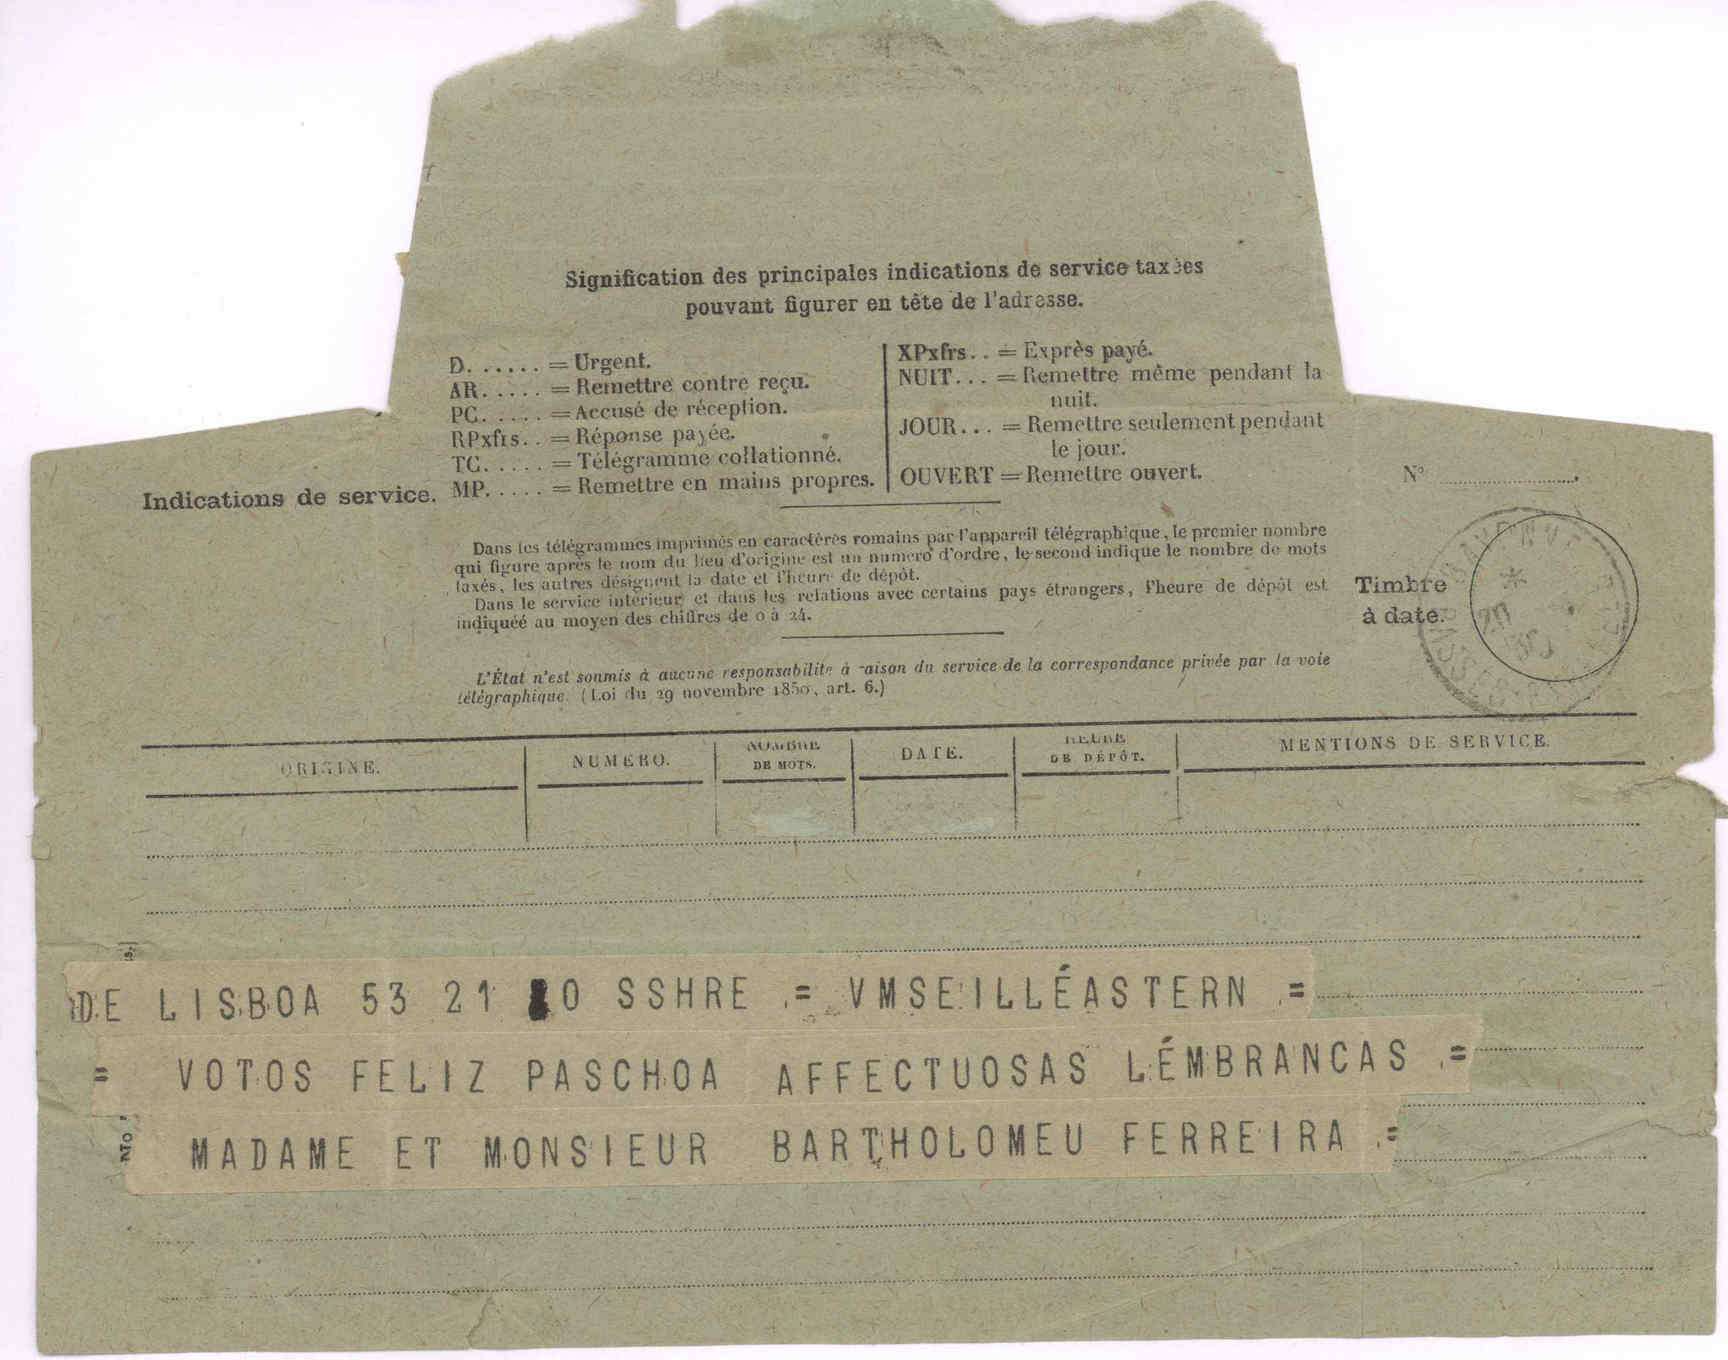 Signification des principales indications de service taxées
pouvant figurer en tête de l'adresse.
D. . . . . . = Urgent.
AR. . . . . = Remettre contre reçu.
PC. . . . . = Accusé de réception.
RPxfrs. . = Réponse payée.
TC. . . . . = Télégramme collationné.
MP. . . . . = Remettre en mains propres.
XPxfrs. . = Exprès payé.
NUIT. . . = Remettre même pendant la
nuit.
JOUR. . . = Remettre seulement pendant
le jour.
OUVERT = Remettre ouvert.
Indications de service.
N°
Dans les télégrammes imprimés en caractères romains par l'appareil télégraphique, le premier nombre
qui figure après le nom du lieu d'origine est un numéro d'ordre, le second indique le nombre de mots
taxés, les autres désignent la date et l'heure de dépôt.
Dans le service intérieur et dans les relations avec certains pays étrangers, l'heure de dépôt est
indiquée au moyen des chiffres de 0 à 24.
Timbre
à date.
L'État n'est soumis à aucune responsabilité à raison du service de la correspondance privée par la voie
télégraphique. (Loi du 29 novembre 1850, art. 6.)
ORIGINE.
NUMÉRO.
NOMBRE
DE MOTS.
DATE.
HEURE
DE DÉPÔT.
MENTIONS DE SERVICE.
DE LISBOA 53 21 0 SSHRE = VMSEILLÉASTERN =
= VOTOS FELIZ PASCHOA AFFECTUOSAS LÉMBRANCAS =
MADAME ET MONSIEUR BARTHOLOMEU FERREIRA =